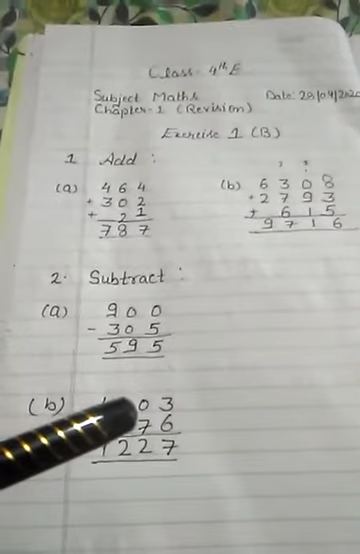 Class - 4th E
Subject Maths Date: 29/04/2020
Chapter-1 (Revision)
Exercise 1 (B)
1 Add :
(a) 4 6 4
+ 3 0 2
+ 2 1
7 8 7
(b) 6 3 0 8
+ 2 7 9 3
+ 6 1 5
9 7 1 6
2. Subtract :
(a) 9 0 0
- 3 0 5
5 9 5
(b) 0 3
7 6
1 2 2 7